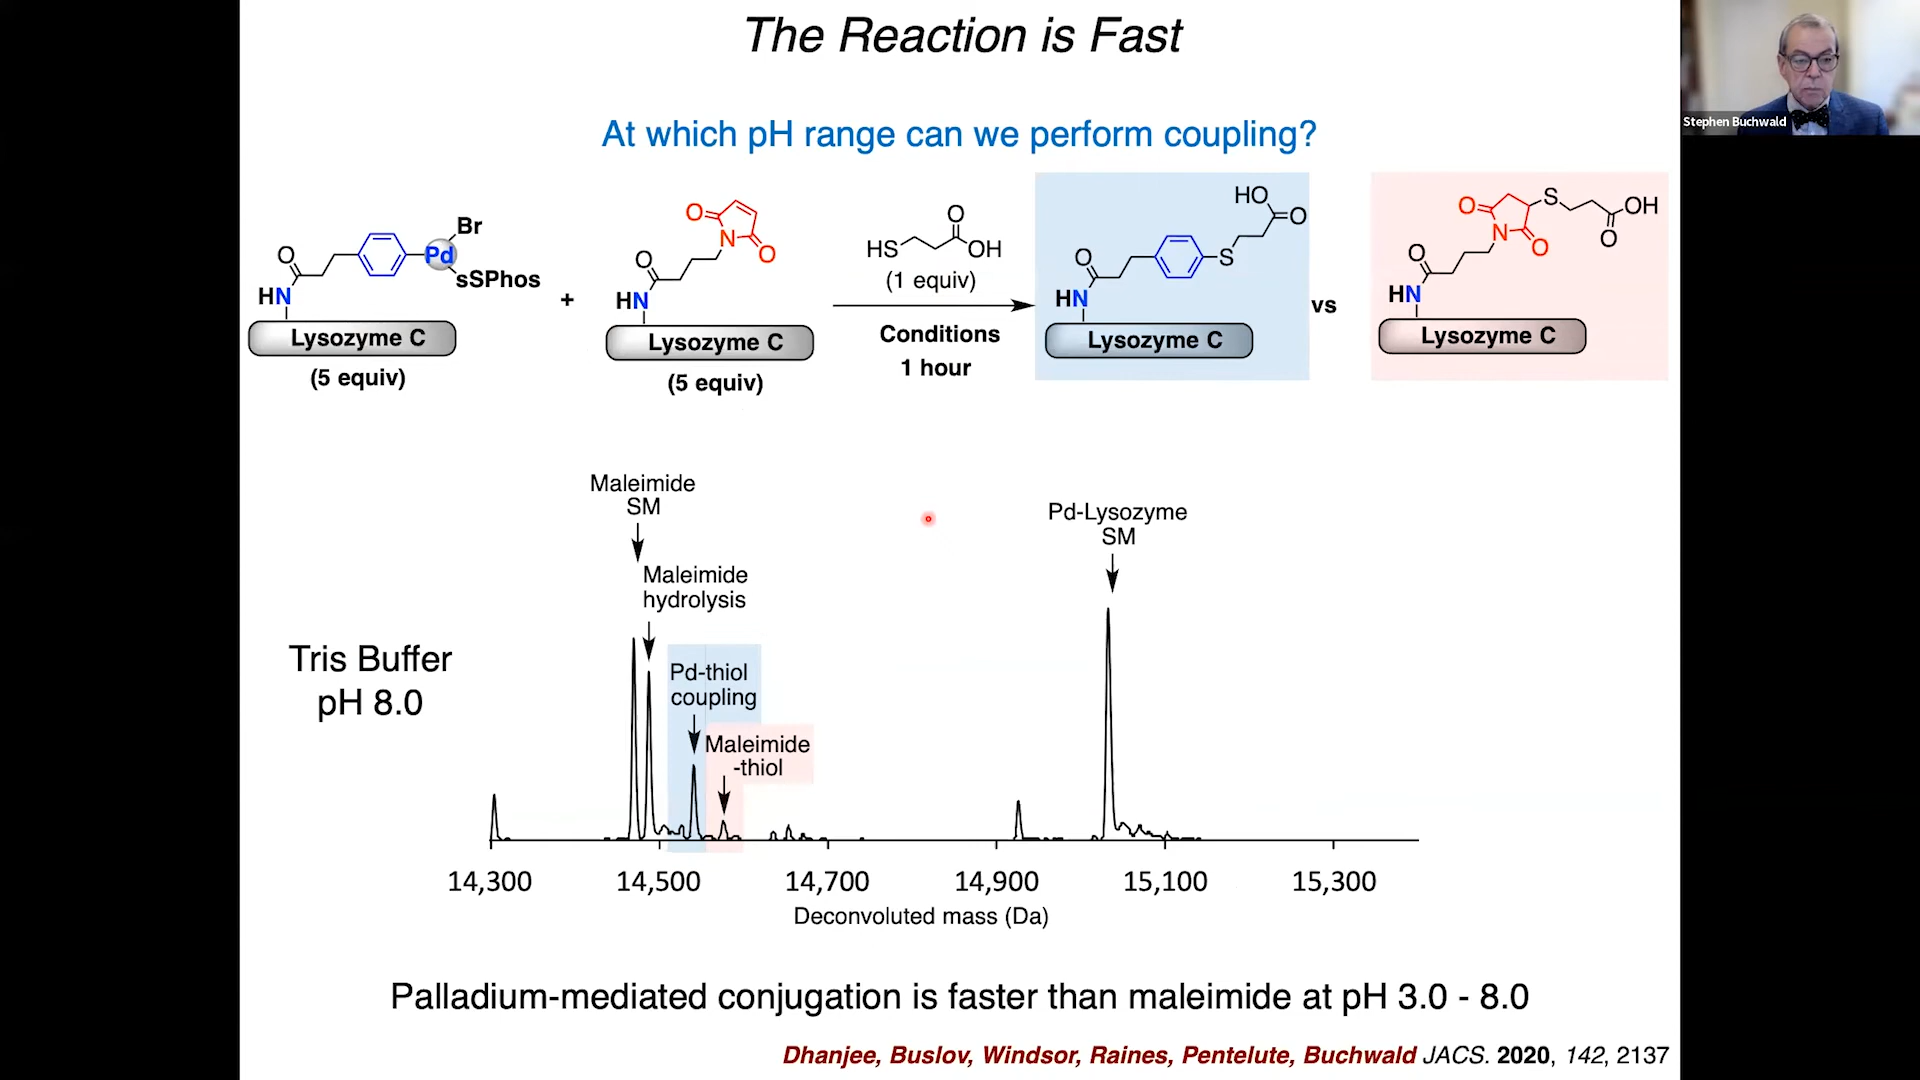 The Reaction is Fast
Stephen Buchwald
At which pH range can we perform coupling?
O
HN
Pd
Br
sSPhos
Lysozyme C
(5 equiv)
+
O
N
O
O
HN
Lysozyme C
(5 equiv)
O
HS
OH
(1 equiv)
Conditions
1 hour
HO
O
S
O
HN
Lysozyme C
vs
O
S
OH
O
N
O
O
HN
Lysozyme C
Maleimide
SM
Maleimide
hydrolysis
Pd-thiol
coupling
Maleimide
-thiol
Pd-Lysozyme
SM
Tris Buffer
pH 8.0
14,300 14,500 14,700 14,900 15,100 15,300
Deconvoluted mass (Da)
Palladium-mediated conjugation is faster than maleimide at pH 3.0 - 8.0
Dhanjee, Buslov, Windsor, Raines, Pentelute, Buchwald JACS. 2020, 142, 2137